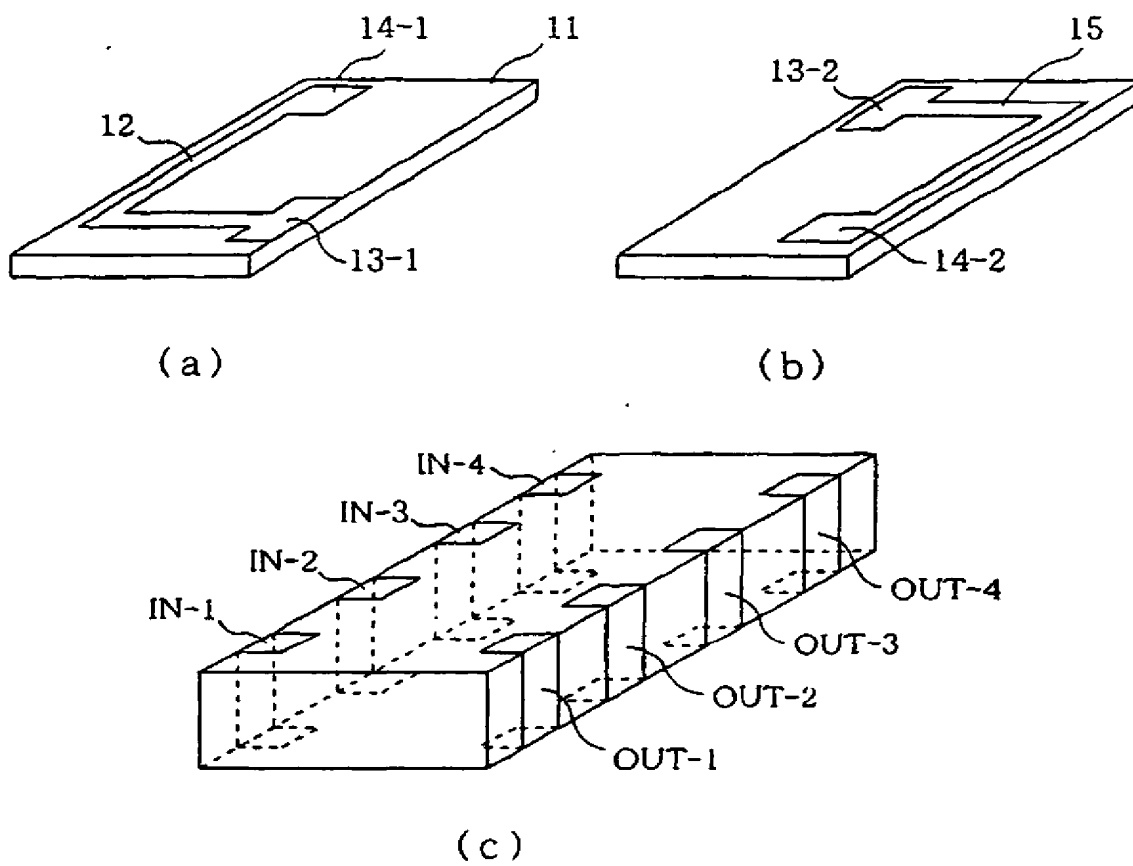 14-1
11
12
13-1
(a)
13-2
15
14-2
(b)
IN-4
IN-3
IN-2
IN-1
OUT-4
OUT-3
OUT-2
OUT-1
(c)